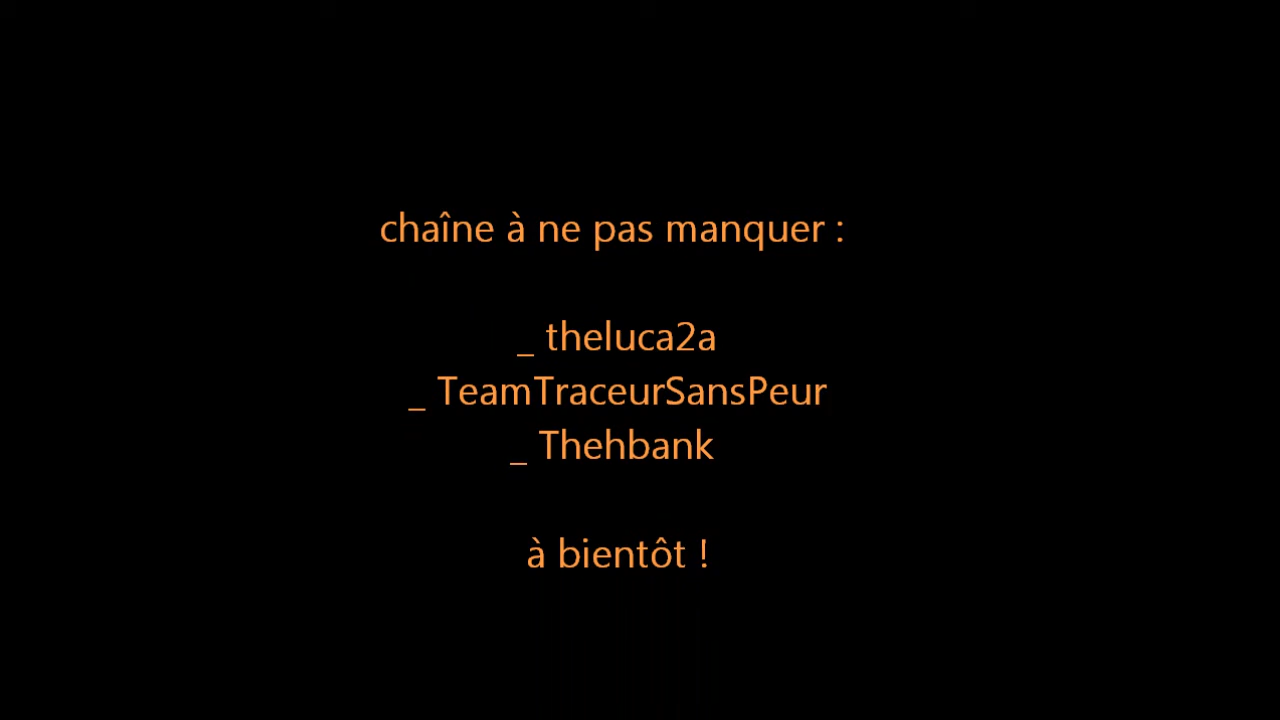 chaîne à ne pas manquer :
_ theluca2a
_ TeamTraceurSansPeur
_ Thehbank
à bientôt !